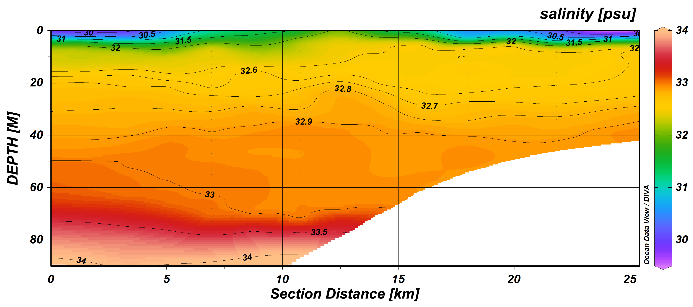 salinity [psu]
30 30.5 30.5
31 31.5 32 31 31.5
32 32
32.6
32.8
32.7
32.9
33
33.5
34 34
0
20
40
60
80
DEPTH [M]
0 5 10 15 20 25
Section Distance [km]
34
33
32
31
30
Ocean Data View / DIVA